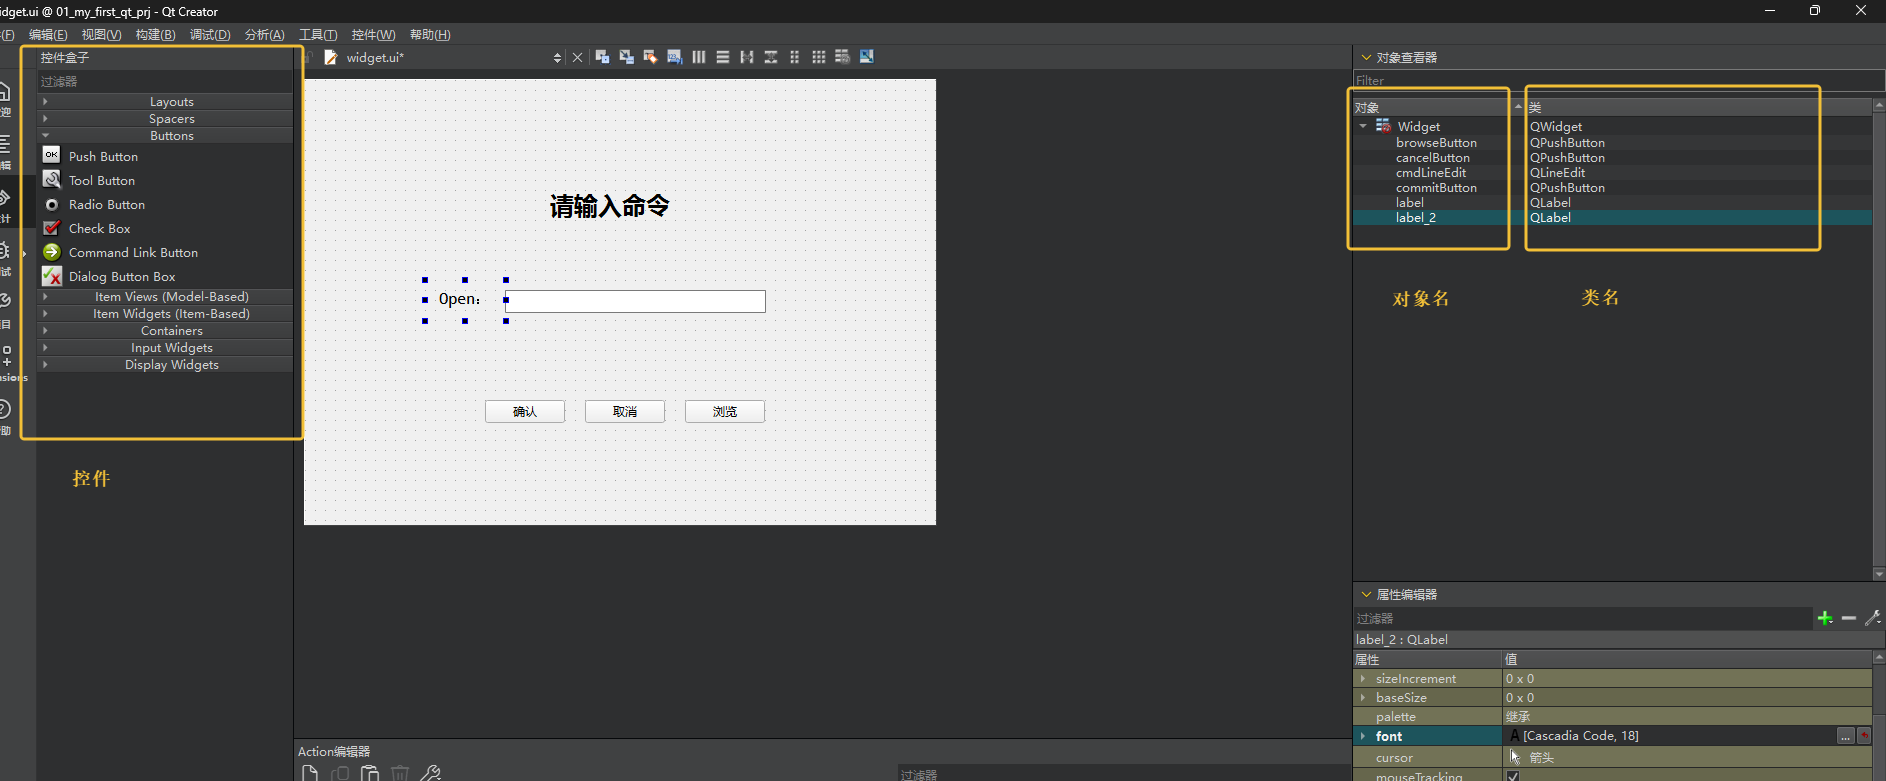 idget.ui @ 01_my_first_qt_prj - Qt Creator
(F) 编辑(E) 视图(V) 构建(B) 调试(D) 分析(A) 工具(T) 控件(W) 帮助(H)
控件盒子
widget.ui*
过滤器
Layouts
Spacers
Buttons
Push Button
Tool Button
Radio Button
Check Box
Command Link Button
Dialog Button Box
Item Views (Model-Based)
Item Widgets (Item-Based)
Containers
Input Widgets
Display Widgets
控件
请输入命令
Open:
确认 取消 浏览
Action编辑器
过滤器
对象查看器
Filter
对象 类
Widget QWidget
browseButton QPushButton
cancelButton QPushButton
cmdLineEdit QLineEdit
commitButton QPushButton
label QLabel
label_2 QLabel
对象名 类名
属性编辑器
过滤器
label_2 : QLabel
属性 值
sizeIncrement 0 x 0
baseSize 0 x 0
palette 继承
font A [Cascadia Code, 18] ...
cursor 箭头
mouseTracking